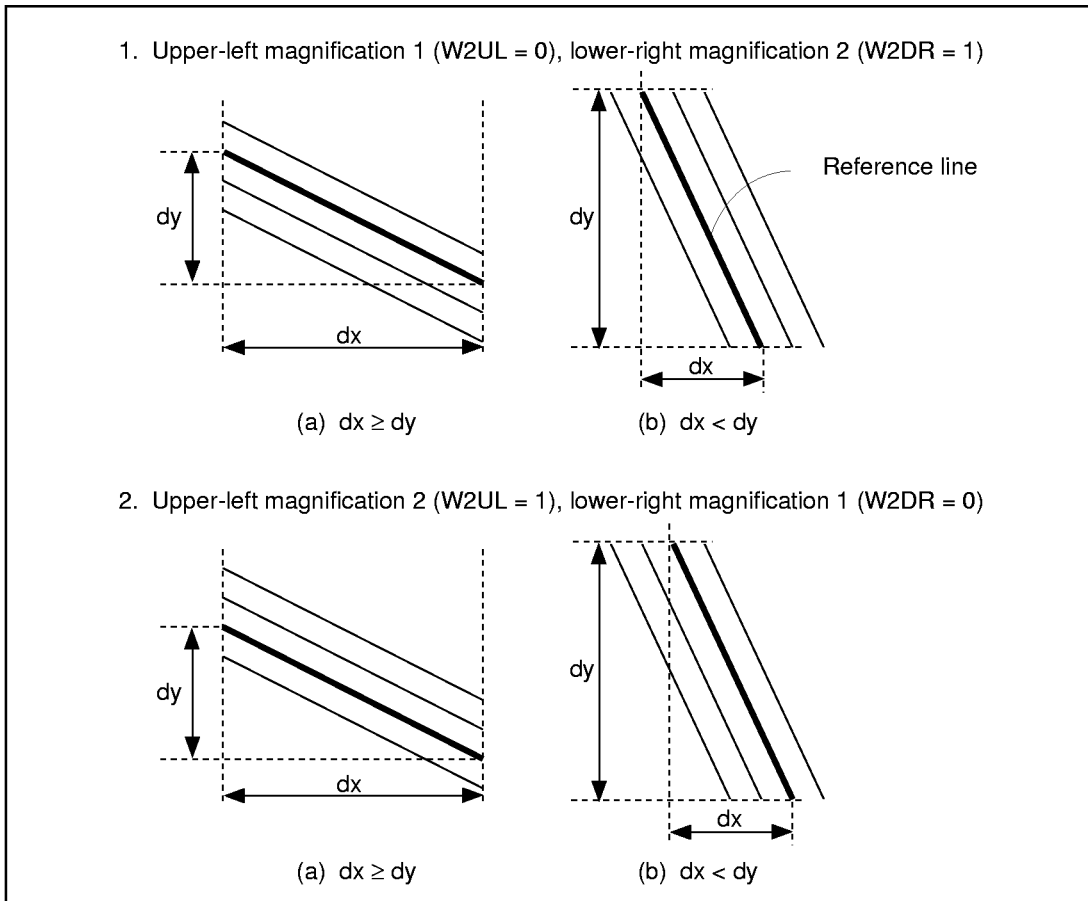 1. Upper-left magnification 1 (W2UL = 0), lower-right magnification 2 (W2DR = 1)
dy
dx
(a) dx ≥ dy
dy
Reference line
dx
(b) dx < dy
2. Upper-left magnification 2 (W2UL = 1), lower-right magnification 1 (W2DR = 0)
dy
dx
(a) dx ≥ dy
dy
dx
(b) dx < dy